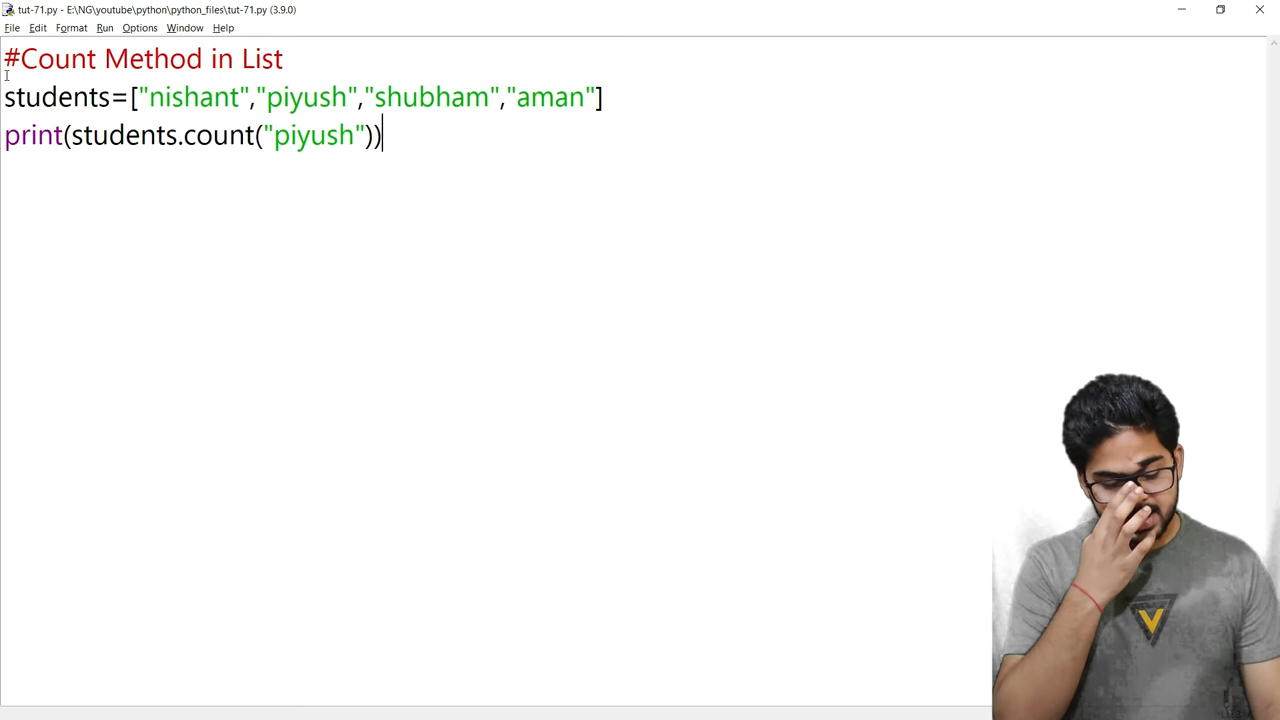 tut-71.py - E:\NG\youtube\python\python_files\tut-71.py (3.9.0)
File Edit Format Run Options Window Help
#Count Method in List
students=["nishant","piyush","shubham","aman"]
print(students.count("piyush"))
V